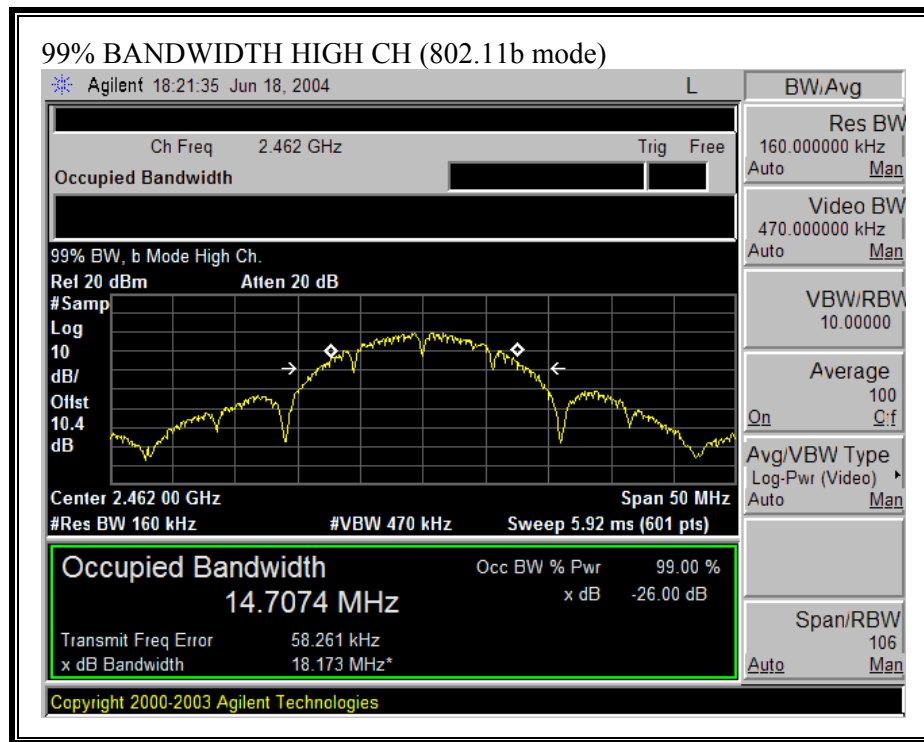 99% BANDWIDTH HIGH CH (802.11b mode)
Agilent 18:21:35 Jun 18, 2004 L
Ch Freq 2.462 GHz Trig Free
Occupied Bandwidth
99% BW, b Mode High Ch.
Ref 20 dBm Atten 20 dB
#Samp
Log
10
dB/
Offst
10.4
dB
Center 2.462 00 GHz Span 50 MHz
#Res BW 160 kHz #VBW 470 kHz Sweep 5.92 ms (601 pts)
Occupied Bandwidth
14.7074 MHz
Occ BW % Pwr 99.00 %
x dB -26.00 dB
Transmit Freq Error 58.261 kHz
x dB Bandwidth 18.173 MHz*
Copyright 2000-2003 Agilent Technologies
BW/Avg
Res BW
160.000000 kHz
Auto Man
Video BW
470.000000 kHz
Auto Man
VBW/RBW
10.00000
Average
100
On Off
Avg/VBW Type
Log-Pwr (Video)
Auto Man
Span/RBW
106
Auto Man